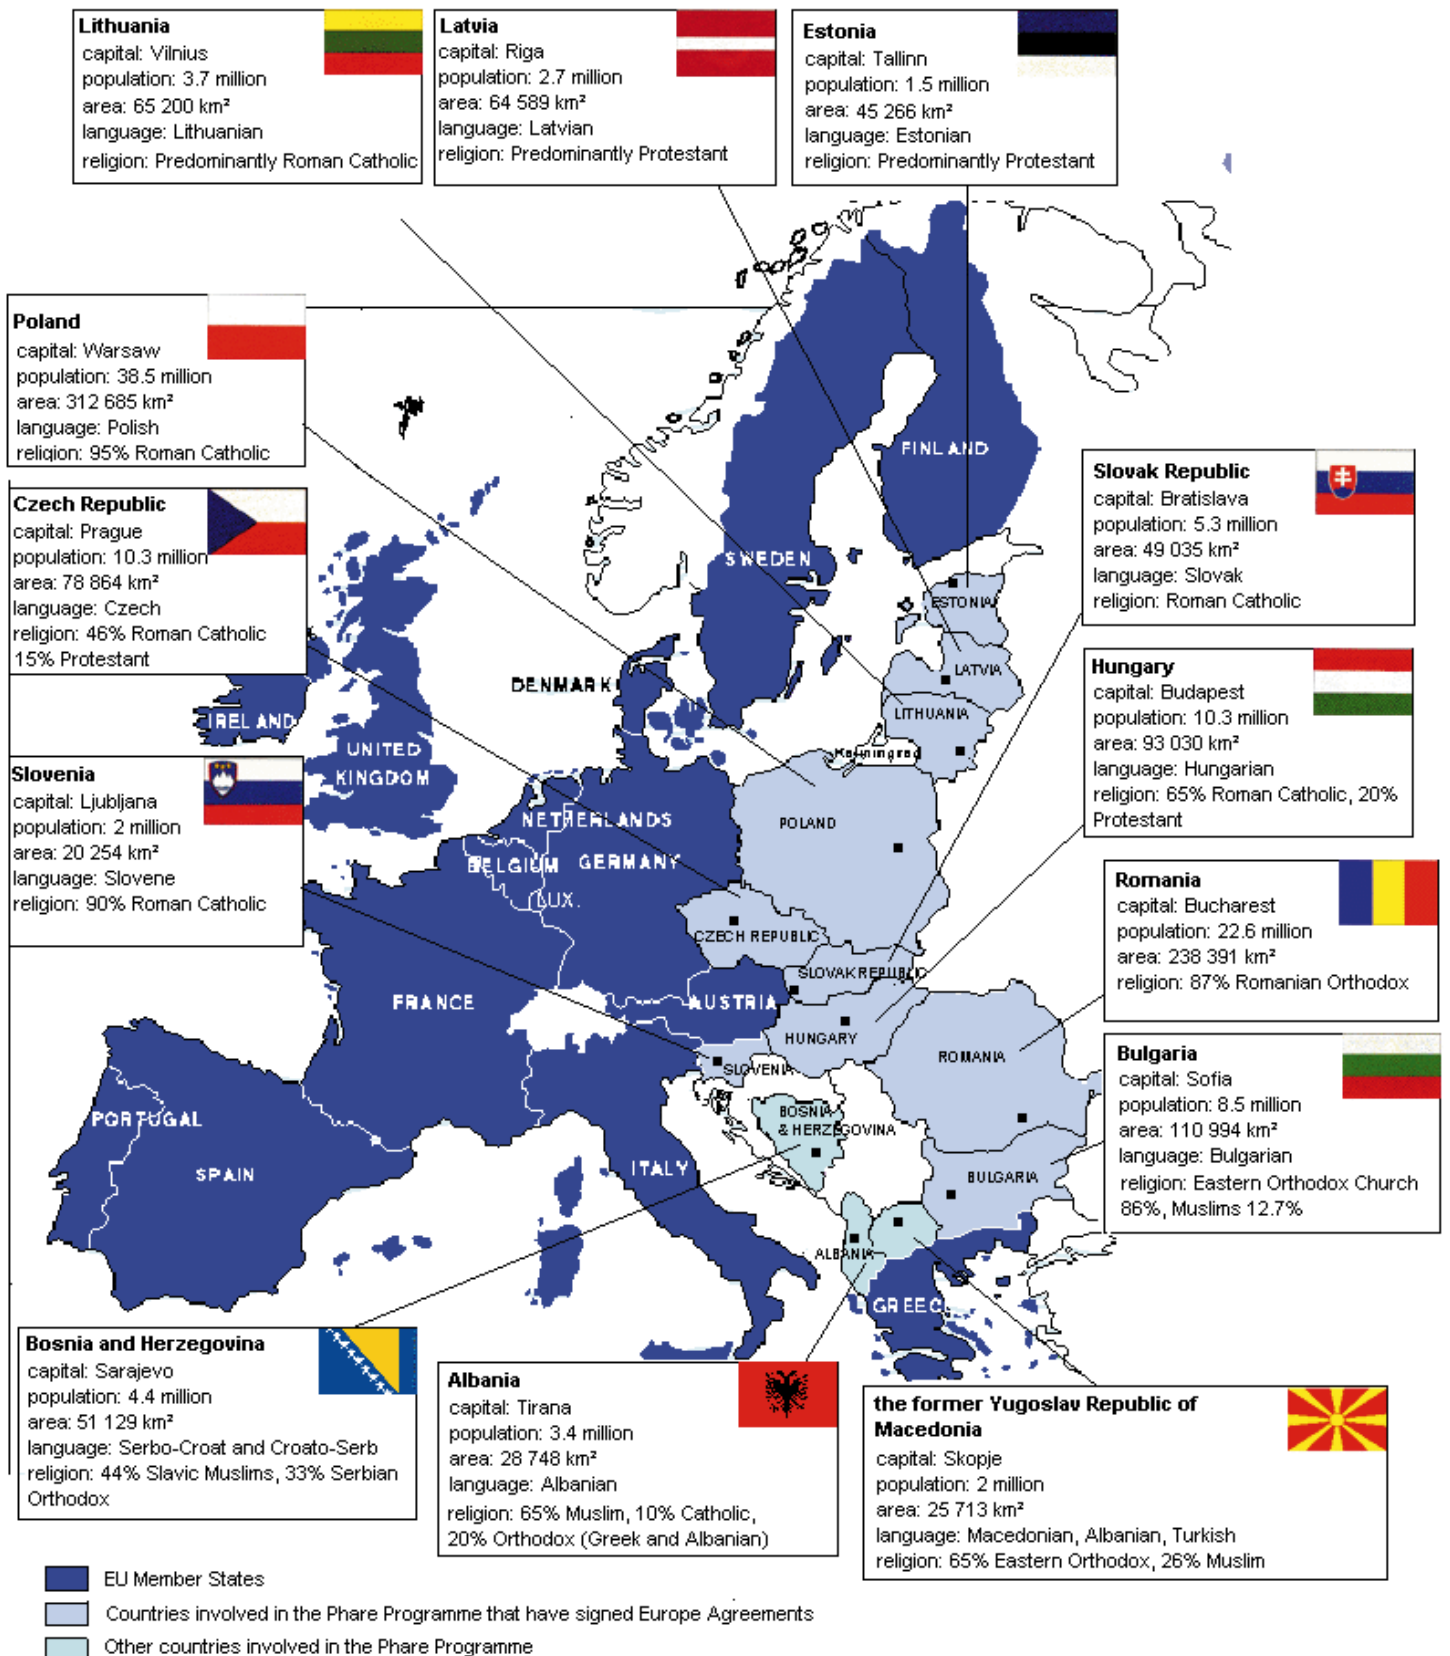 Lithuania
capital: Vilnius
population: 3.7 million
area: 65 200 km²
language: Lithuanian
religion: Predominantly Roman Catholic
Latvia
capital: Riga
population: 2.7 million
area: 64 589 km²
language: Latvian
religion: Predominantly Protestant
Estonia
capital: Tallinn
population: 1.5 million
area: 45 266 km²
language: Estonian
religion: Predominantly Protestant
Poland
capital: Warsaw
population: 38.5 million
area: 312 685 km²
language: Polish
religion: 95% Roman Catholic
Czech Republic
capital: Prague
population: 10.3 million
area: 78 864 km²
language: Czech
religion: 46% Roman Catholic
15% Protestant
Slovenia
capital: Ljubljana
population: 2 million
area: 20 254 km²
language: Slovene
religion: 90% Roman Catholic
Slovak Republic
capital: Bratislava
population: 5.3 million
area: 49 035 km²
language: Slovak
religion: Roman Catholic
Hungary
capital: Budapest
population: 10.3 million
area: 93 030 km²
language: Hungarian
religion: 65% Roman Catholic, 20%
Protestant
Romania
capital: Bucharest
population: 22.6 million
area: 238 391 km²
religion: 87% Romanian Orthodox
Bulgaria
capital: Sofia
population: 8.5 million
area: 110 994 km²
language: Bulgarian
religion: Eastern Orthodox Church
86%, Muslims 12.7%
FINLAND
SWEDEN
ESTONIA
LATVIA
LITHUANIA
Kaliningrad
DENMARK
IRELAND
UNITED
KINGDOM
NETHERLANDS
BELGIUM
GERMANY
LUX.
POLAND
CZECH REPUBLIC
SLOVAK REPUBLIC
FRANCE
AUSTRIA
HUNGARY
SLOVENIA
ROMANIA
BOSNIA
& HERZEGOVINA
PORTUGAL
SPAIN
ITALY
BULGARIA
ALBANIA
GREEC
Bosnia and Herzegovina
capital: Sarajevo
population: 4.4 million
area: 51 129 km²
language: Serbo-Croat and Croato-Serb
religion: 44% Slavic Muslims, 33% Serbian
Orthodox
Albania
capital: Tirana
population: 3.4 million
area: 28 748 km²
language: Albanian
religion: 65% Muslim, 10% Catholic,
20% Orthodox (Greek and Albanian)
the former Yugoslav Republic of
Macedonia
capital: Skopje
population: 2 million
area: 25 713 km²
language: Macedonian, Albanian, Turkish
religion: 65% Eastern Orthodox, 26% Muslim
EU Member States
Countries involved in the Phare Programme that have signed Europe Agreements
Other countries involved in the Phare Programme